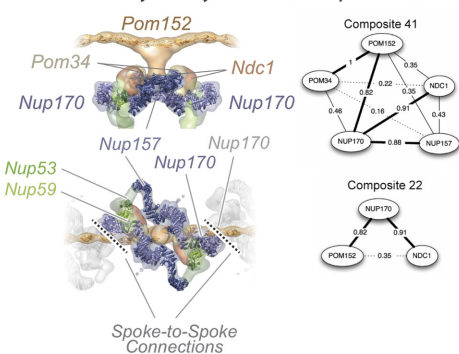 Pom152
Pom34
Ndc1
Nup170
Nup170
Nup157
Nup170
Nup170
Nup53
Nup59
Spoke-to-Spoke
Connections
Composite 41
POM152
POM34
NDC1
NUP170
NUP157
1
0.35
0.22
0.82
0.35
0.16
0.91
0.46
0.43
0.88
Composite 22
NUP170
0.82
0.91
POM152
0.35
NDC1